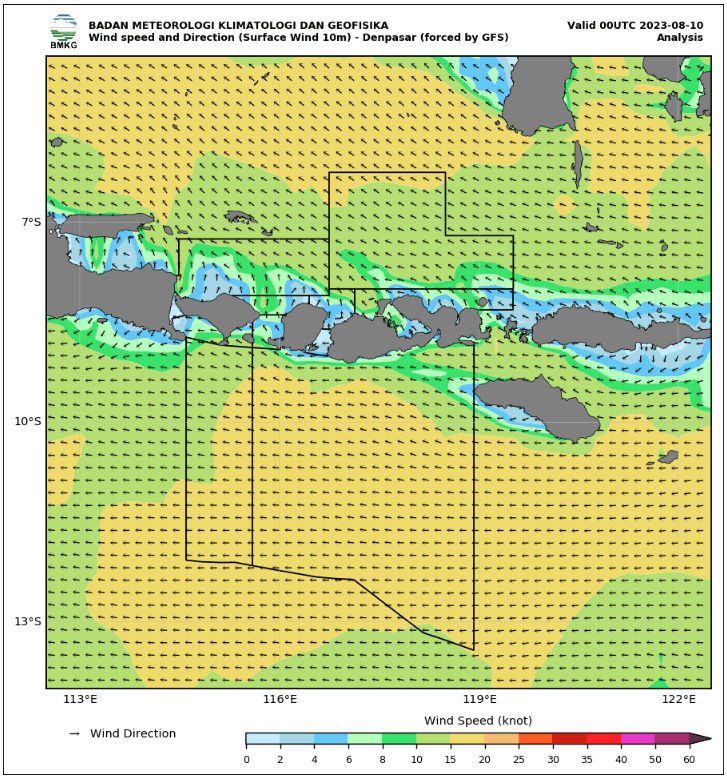 BADAN METEOROLOGI KLIMATOLOGI DAN GEOFISIKA
Valid 00UTC 2023-08-10
Wind speed and Direction (Surface Wind 10m) - Denpasar (forced by GFS)
Analysis
BMKG
7°S
10°S
13°S
113°E 116°E 119°E 122°E
Wind Speed (knot)
→ Wind Direction
0 2 4 6 8 10 15 20 25 30 35 40 50 60